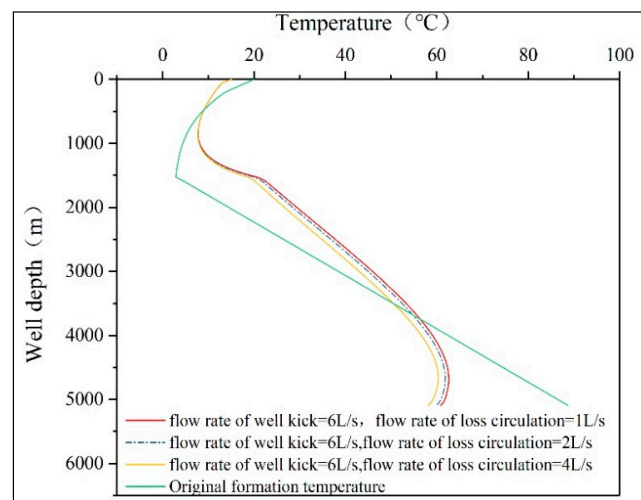 Temperature（°C）
0 20 40 60 80 100
0
1000
2000
3000
4000
5000
6000
Well depth（m）
flow rate of well kick=6L/s，flow rate of loss circulation=1L/s
flow rate of well kick=6L/s,flow rate of loss circulation=2L/s
flow rate of well kick=6L/s,flow rate of loss circulation=4L/s
Original formation temperature